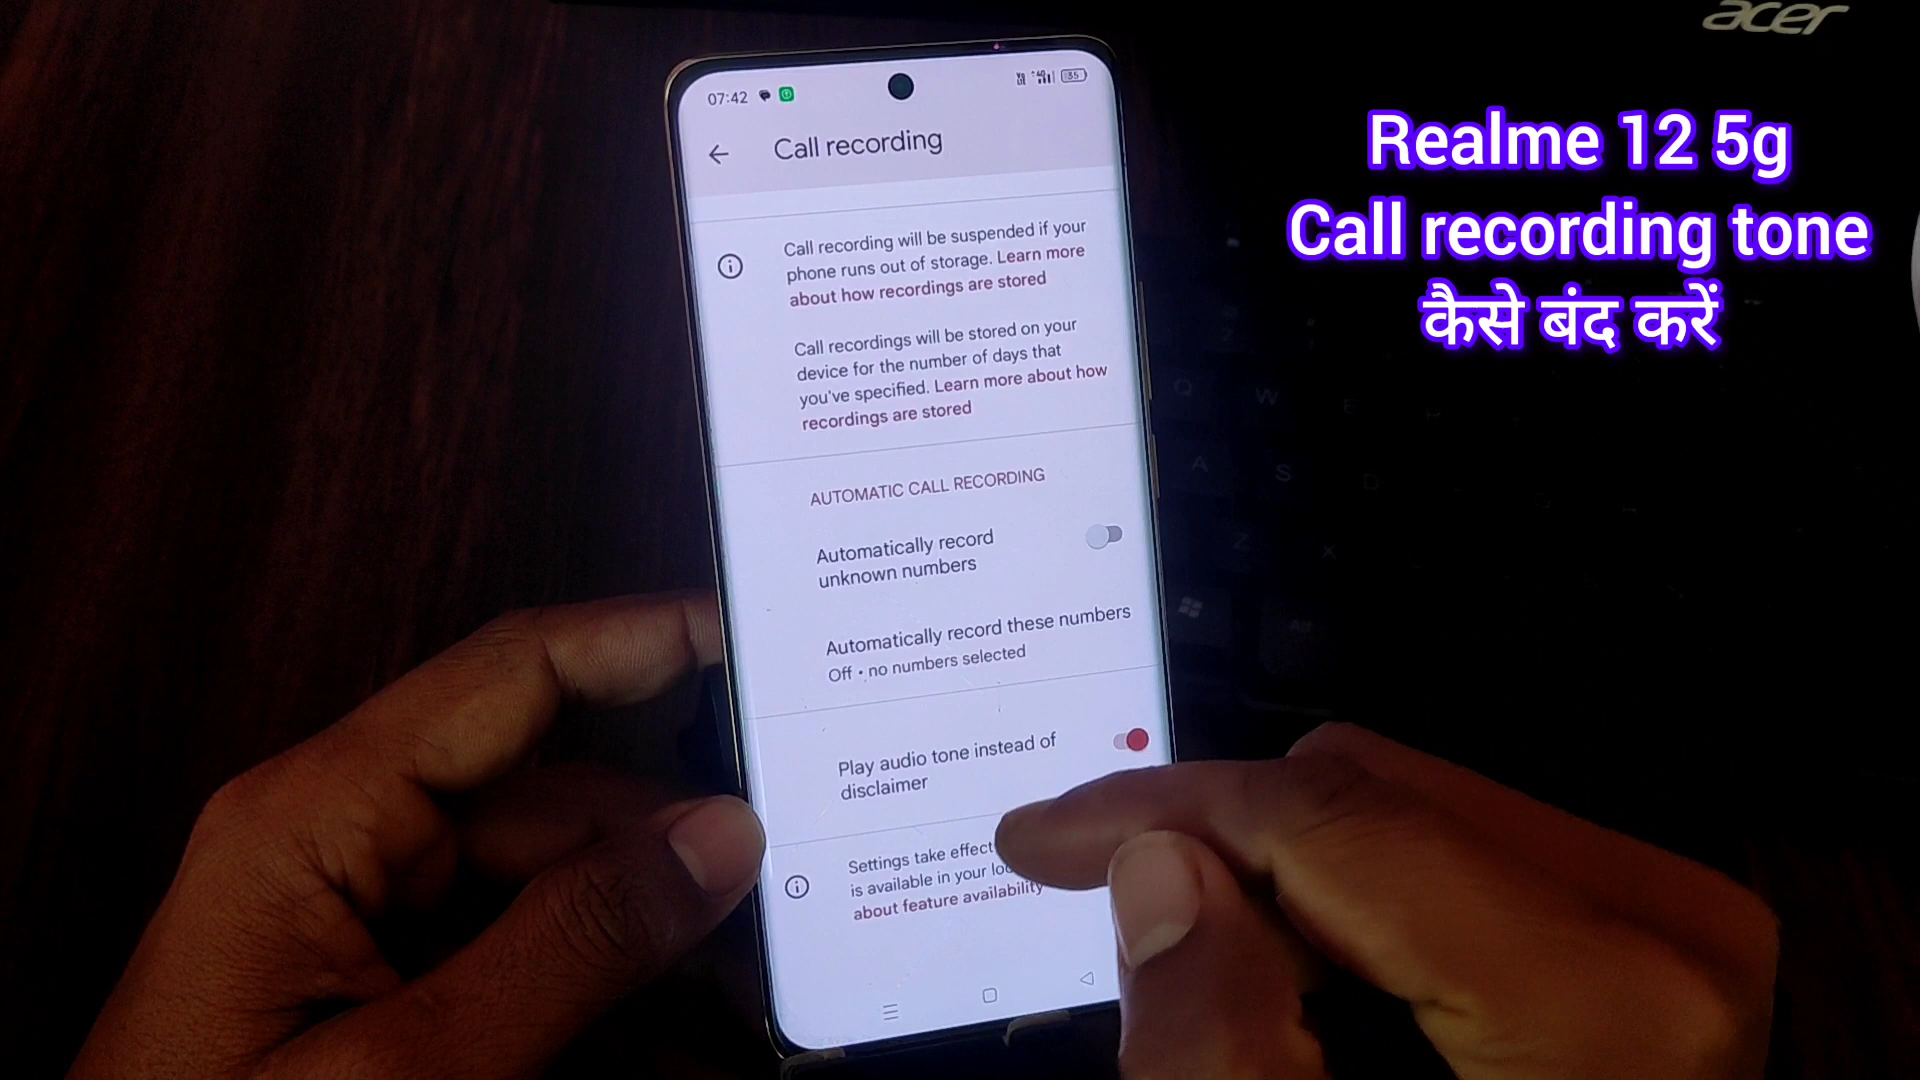 acer
07:42
35
Call recording
Call recording will be suspended if your
phone runs out of storage. Learn more
about how recordings are stored
Call recordings will be stored on your
device for the number of days that
you've specified. Learn more about how
recordings are stored
AUTOMATIC CALL RECORDING
Automatically record
unknown numbers
Automatically record these numbers
Off • no numbers selected
Play audio tone instead of
disclaimer
Settings take effect
is available in your
about feature availability
Realme 12 5g
Call recording tone
कैसे बंद करें
Q W E
A S D
Z X
Alt